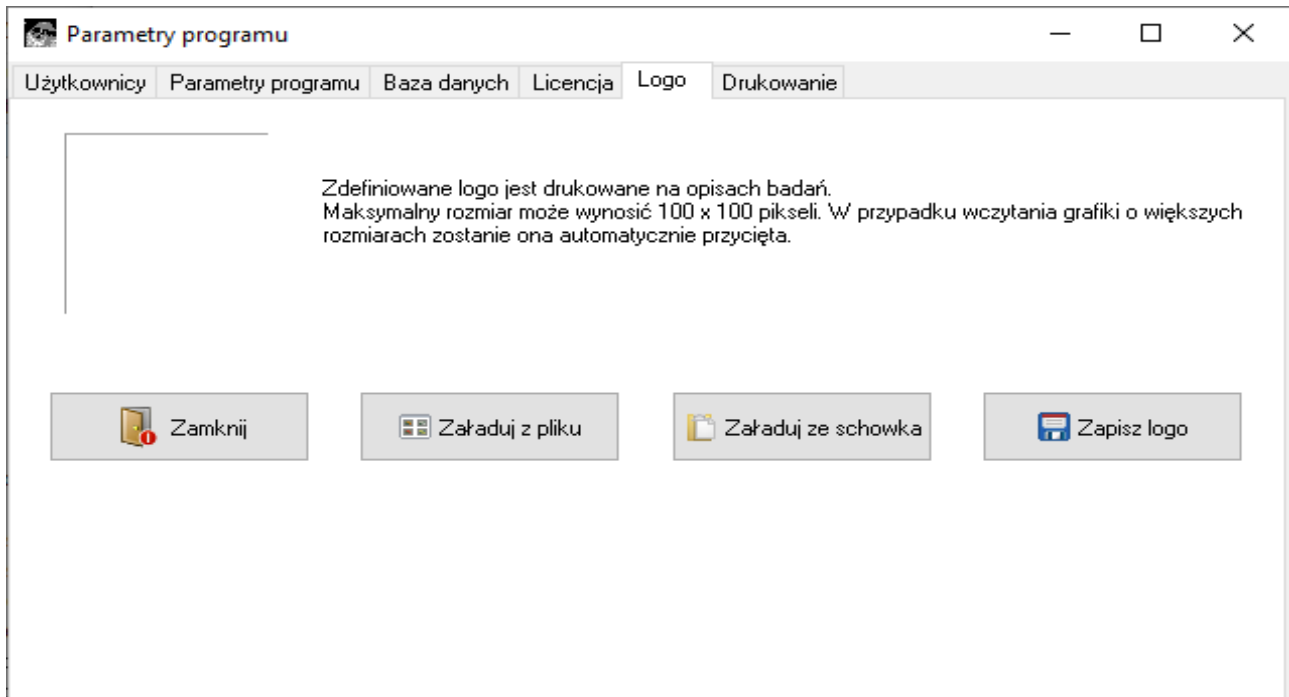 Parametry programu
Użytkownicy Parametry programu Baza danych Licencja Logo Drukowanie
Zdefiniowane logo jest drukowane na opisach badań.
Maksymalny rozmiar może wynosić 100 x 100 pikseli. W przypadku wczytania grafiki o większych
rozmiarach zostanie ona automatycznie przycięta.
Zamknij Załaduj z pliku Załaduj ze schowka Zapisz logo